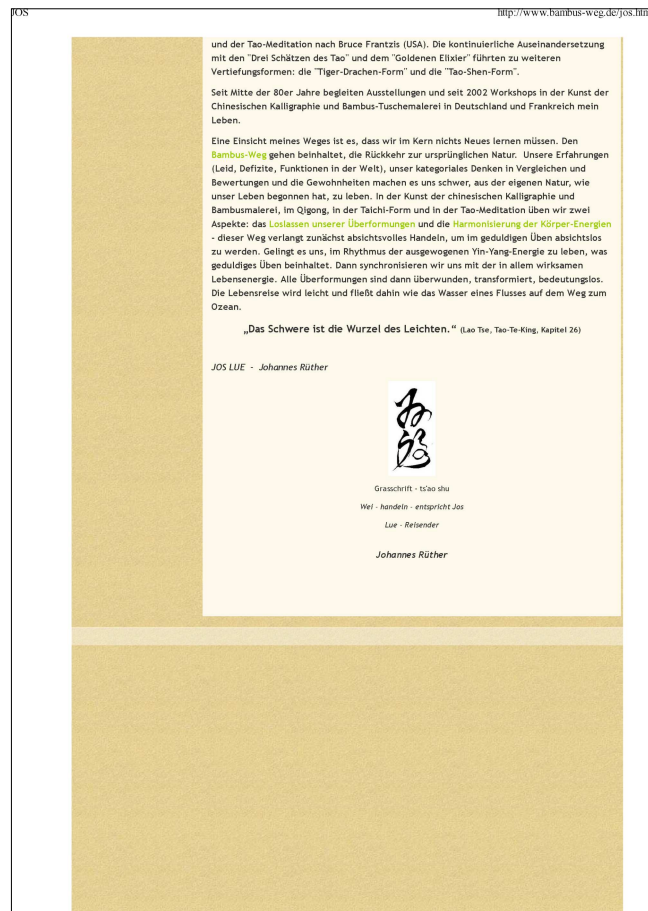 JOS http://www.bambus-weg.de/jos.htm
und der Tao-Meditation nach Bruce Frantzis (USA). Die kontinuierliche Auseinandersetzung
mit den "Drei Schätzen des Tao" und dem "Goldenen Elixier" führten zu weiteren
Vertiefungsformen: die "Tiger-Drachen-Form" und die "Tao-Shen-Form".
Seit Mitte der 80er Jahre begleiten Ausstellungen und seit 2002 Workshops in der Kunst der
Chinesischen Kalligraphie und Bambus-Tuschemalerei in Deutschland und Frankreich mein
Leben.
Eine Einsicht meines Weges ist es, dass wir im Kern nichts Neues lernen müssen. Den
Bambus-Weg gehen beinhaltet, die Rückkehr zur ursprünglichen Natur. Unsere Erfahrungen
(Leid, Defizite, Funktionen in der Welt), unser kategoriales Denken in Vergleichen und
Bewertungen und die Gewohnheiten machen es uns schwer, aus der eigenen Natur, wie
unser Leben begonnen hat, zu leben. In der Kunst der chinesischen Kalligraphie und
Bambusmalerei, im Qigong, in der Taichi-Form und in der Tao-Meditation üben wir zwei
Aspekte: das Loslassen unserer Überformungen und die Harmonisierung der Körper-Energien
- dieser Weg verlangt zunächst absichtsvolles Handeln, um im geduldigen Üben absichtslos
zu werden. Gelingt es uns, im Rhythmus der ausgewogenen Yin-Yang-Energie zu leben, was
geduldiges Üben beinhaltet. Dann synchronisieren wir uns mit der in allem wirksamen
Lebensenergie. Alle Überformungen sind dann überwunden, transformiert, bedeutungslos.
Die Lebensreise wird leicht und fließt dahin wie das Wasser eines Flusses auf dem Weg zum
Ozean.
„Das Schwere ist die Wurzel des Leichten.“ (Lao Tse, Tao-Te-King, Kapitel 26)
JOS LUE - Johannes Rüther
Grasschrift - ts'ao shu
Wei - handeln - entspricht Jos
Lue - Reisender
Johannes Rüther